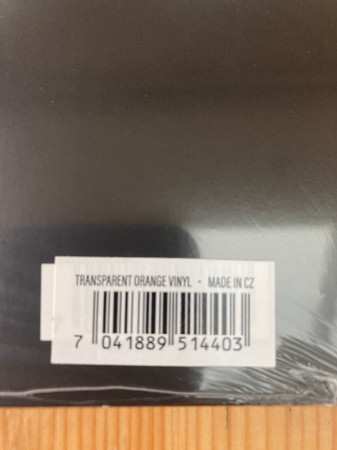 TRANSPARENT ORANGE VINYL - MADE IN CZ
7 041889 514403